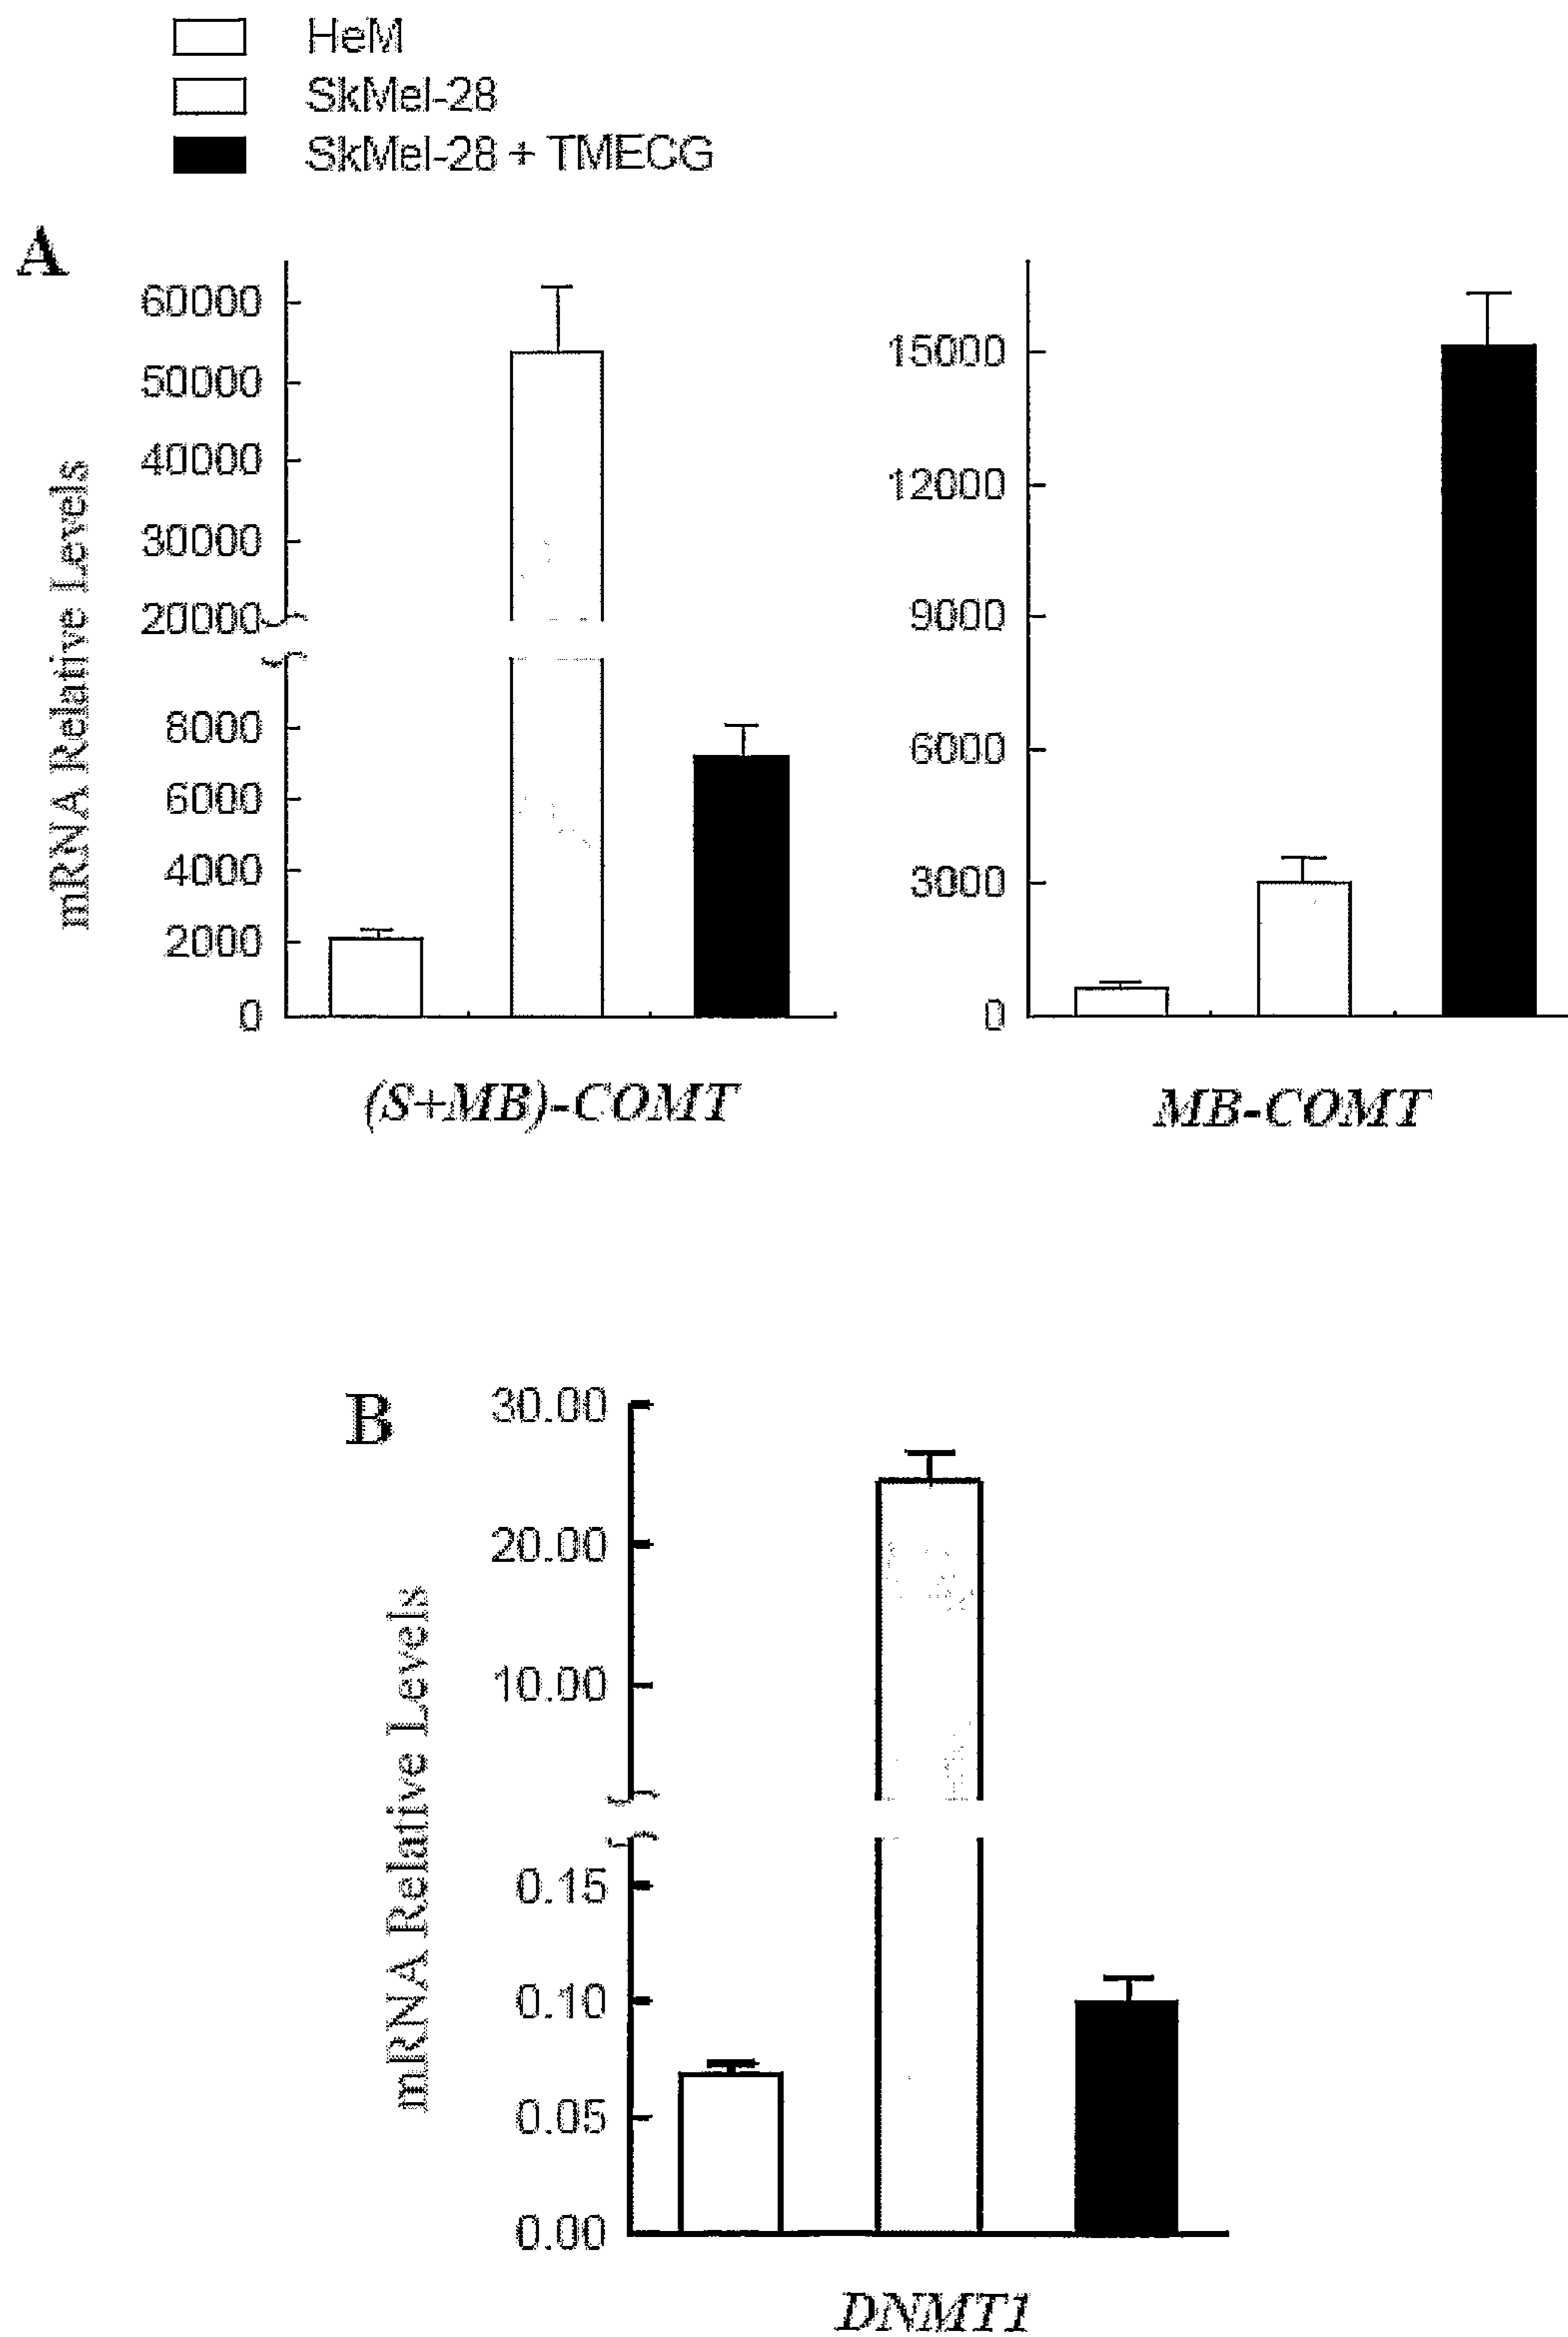 HeM
SkMel-28
SkMel-28 + TMECG
A
mRNA Relative Levels
60000
50000
40000
30000
20000
8000
6000
4000
2000
0
(S+MB)-COMT
15000
12000
9000
6000
3000
0
MB-COMT
B
mRNA Relative Levels
30.00
20.00
10.00
0.15
0.10
0.05
0.00
DNMT1